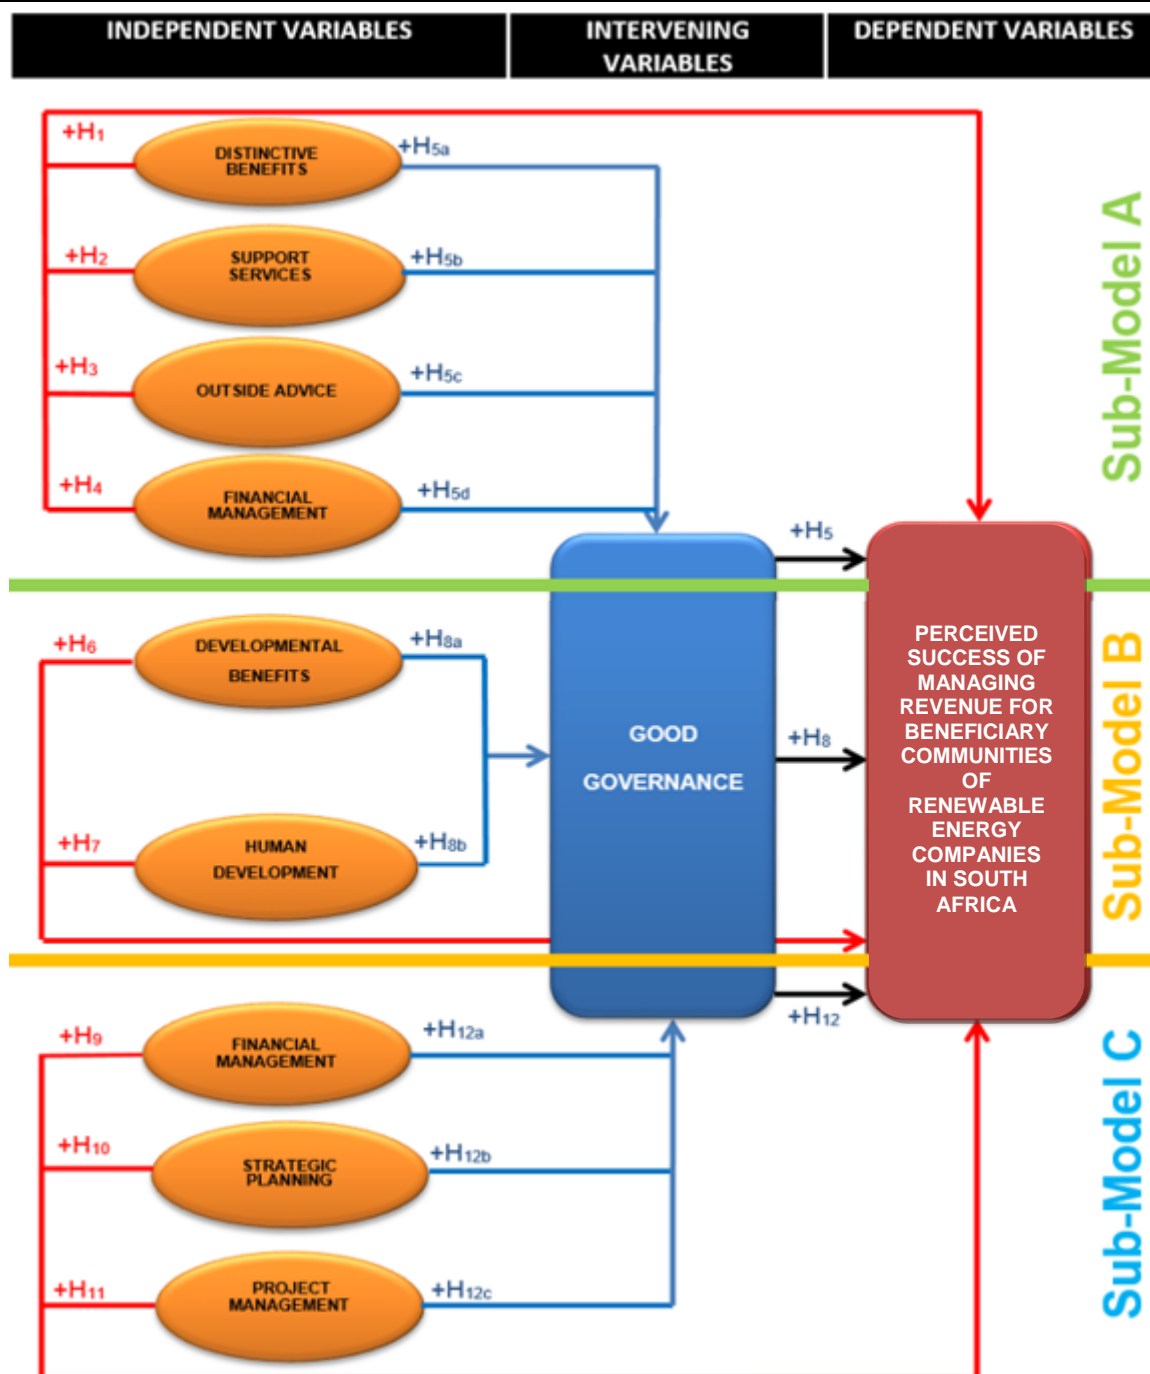 INDEPENDENT VARIABLES
INTERVENING
VARIABLES
DEPENDENT VARIABLES
+H1
DISTINCTIVE
BENEFITS
+H5a
+H2
SUPPORT
SERVICES
+H5b
+H3
OUTSIDE ADVICE
+H5c
+H4
FINANCIAL
MANAGEMENT
+H5d
Sub-Model A
+H5
+H6
DEVELOPMENTAL
BENEFITS
+H8a
+H7
HUMAN
DEVELOPMENT
+H8b
GOOD
GOVERNANCE
+H8
PERCEIVED
SUCCESS OF
MANAGING
REVENUE FOR
BENEFICIARY
COMMUNITIES
OF
RENEWABLE
ENERGY
COMPANIES
IN SOUTH
AFRICA
Sub-Model B
+H12
+H9
FINANCIAL
MANAGEMENT
+H12a
+H10
STRATEGIC
PLANNING
+H12b
+H11
PROJECT
MANAGEMENT
+H12c
Sub-Model C